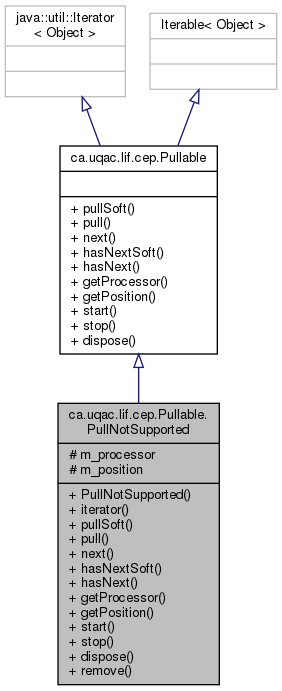 java::util::Iterator
< Object >
Iterable< Object >
ca.uqac.lif.cep.Pullable
+ pullSoft()
+ pull()
+ next()
+ hasNextSoft()
+ hasNext()
+ getProcessor()
+ getPosition()
+ start()
+ stop()
+ dispose()
ca.uqac.lif.cep.Pullable.
PullNotSupported
# m_processor
# m_position
+ PullNotSupported()
+ iterator()
+ pullSoft()
+ pull()
+ next()
+ hasNextSoft()
+ hasNext()
+ getProcessor()
+ getPosition()
+ start()
+ stop()
+ dispose()
+ remove()